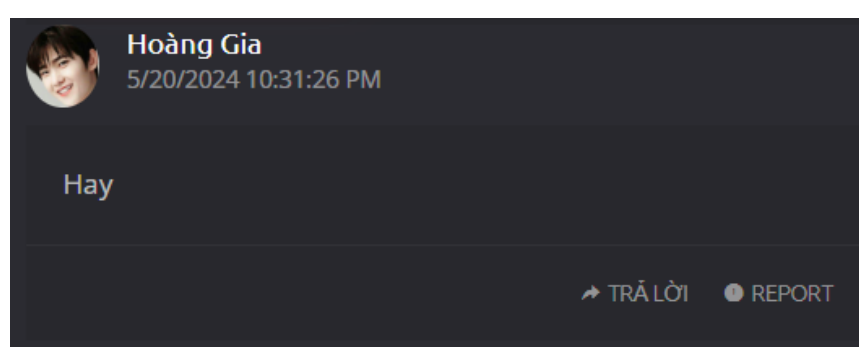 Hoàng Gia
5/20/2024 10:31:26 PM
Hay
TRẢ LỜI REPORT